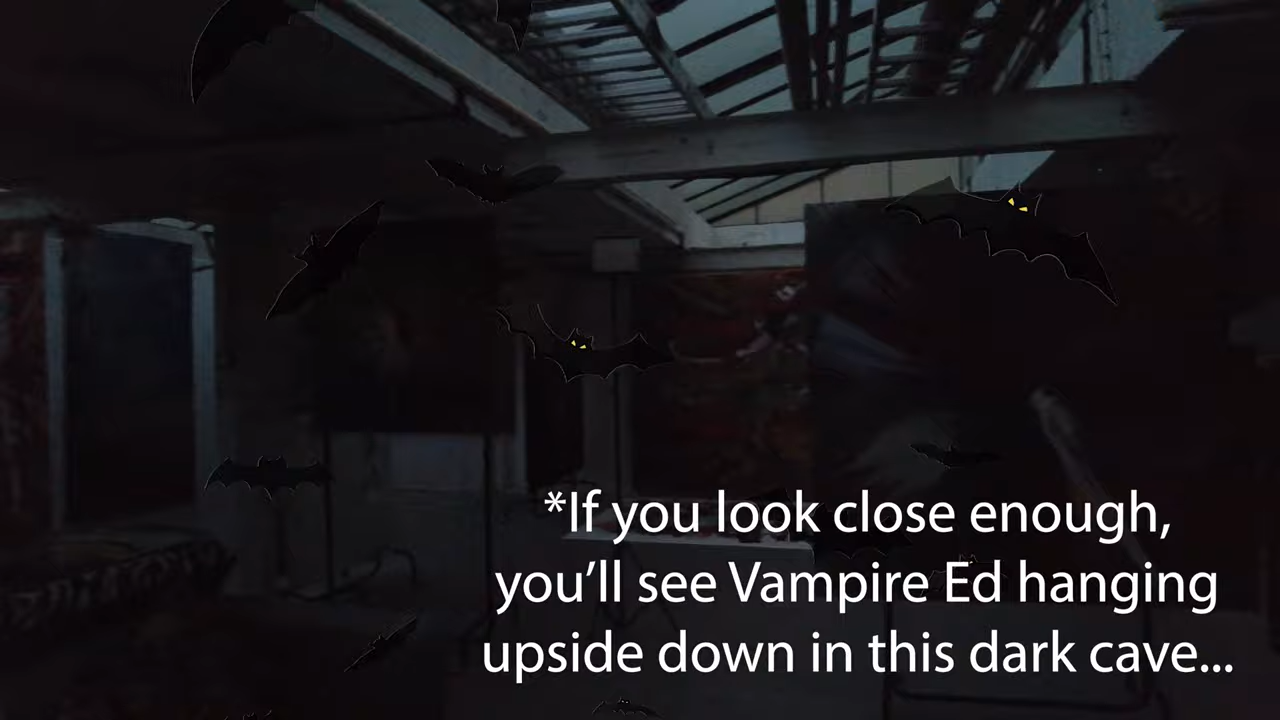 *If you look close enough,
you’ll see Vampire Ed hanging
upside down in this dark cave...